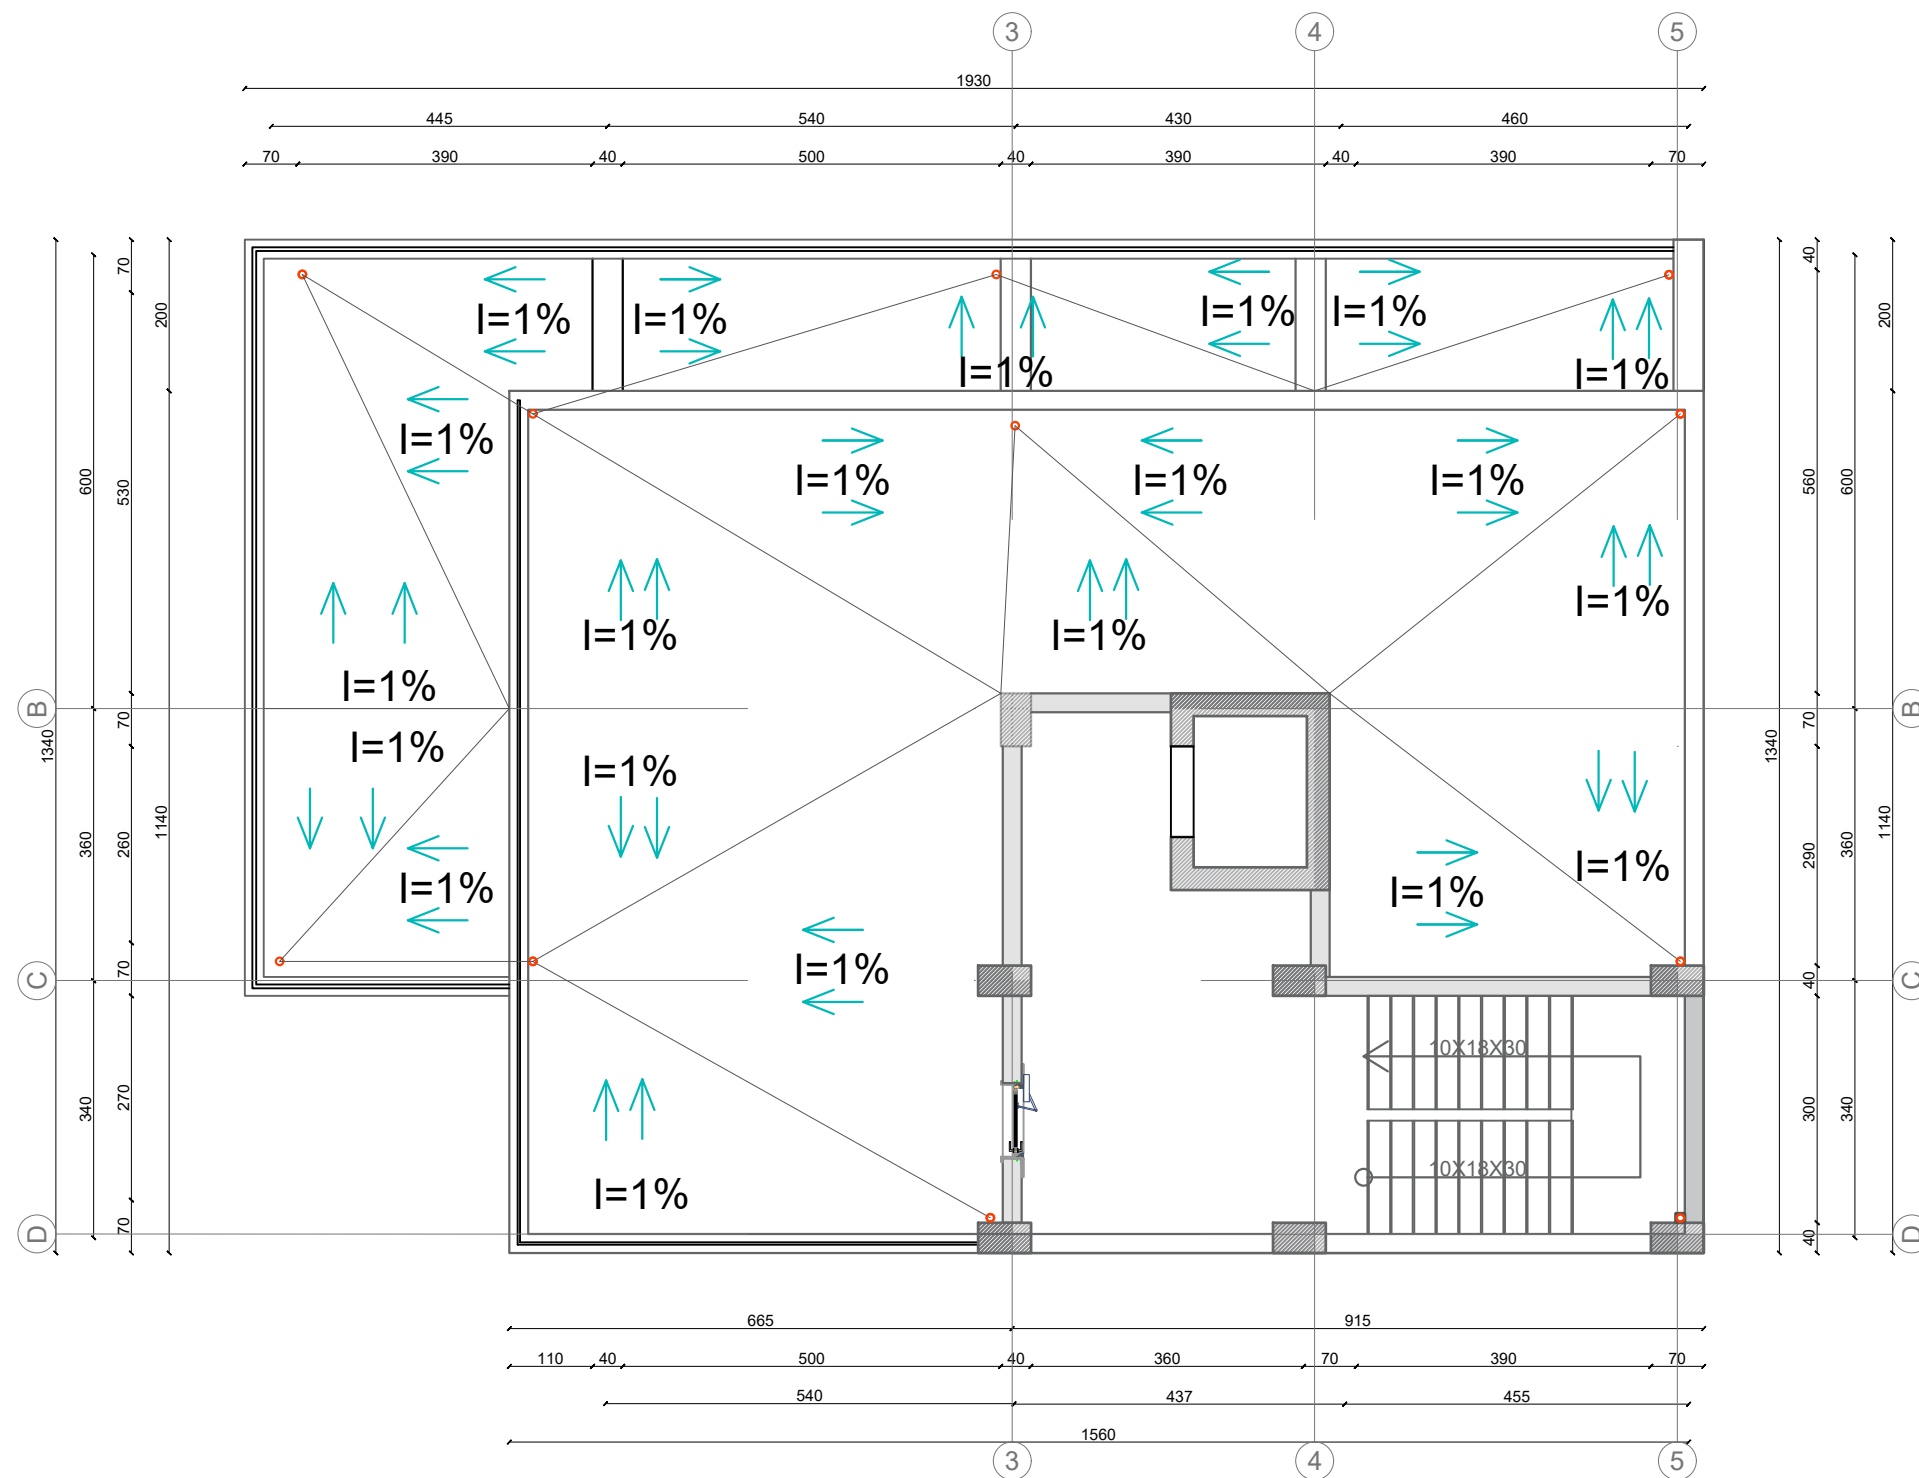 3 4 5
1930
445 540 430 460
70 390 40 500 40 390 40 390 70
70 40
200 200
I=1% I=1% I=1% I=1%
I=1% I=1%
I=1%
600 530 I=1% I=1% I=1% 560 600
I=1% I=1%
I=1% I=1%
B 1340 70 I=1% 70 1340 B
I=1%
I=1%
360 260 1140 290 360 1140
I=1% I=1% I=1%
C 70 I=1% 40 C
10X18X30
340 270 300 340
10X18X30
I=1%
D 70 40 D
665 915
110 40 500 40 360 70 390 70
540 437 455
1560
3 4 5